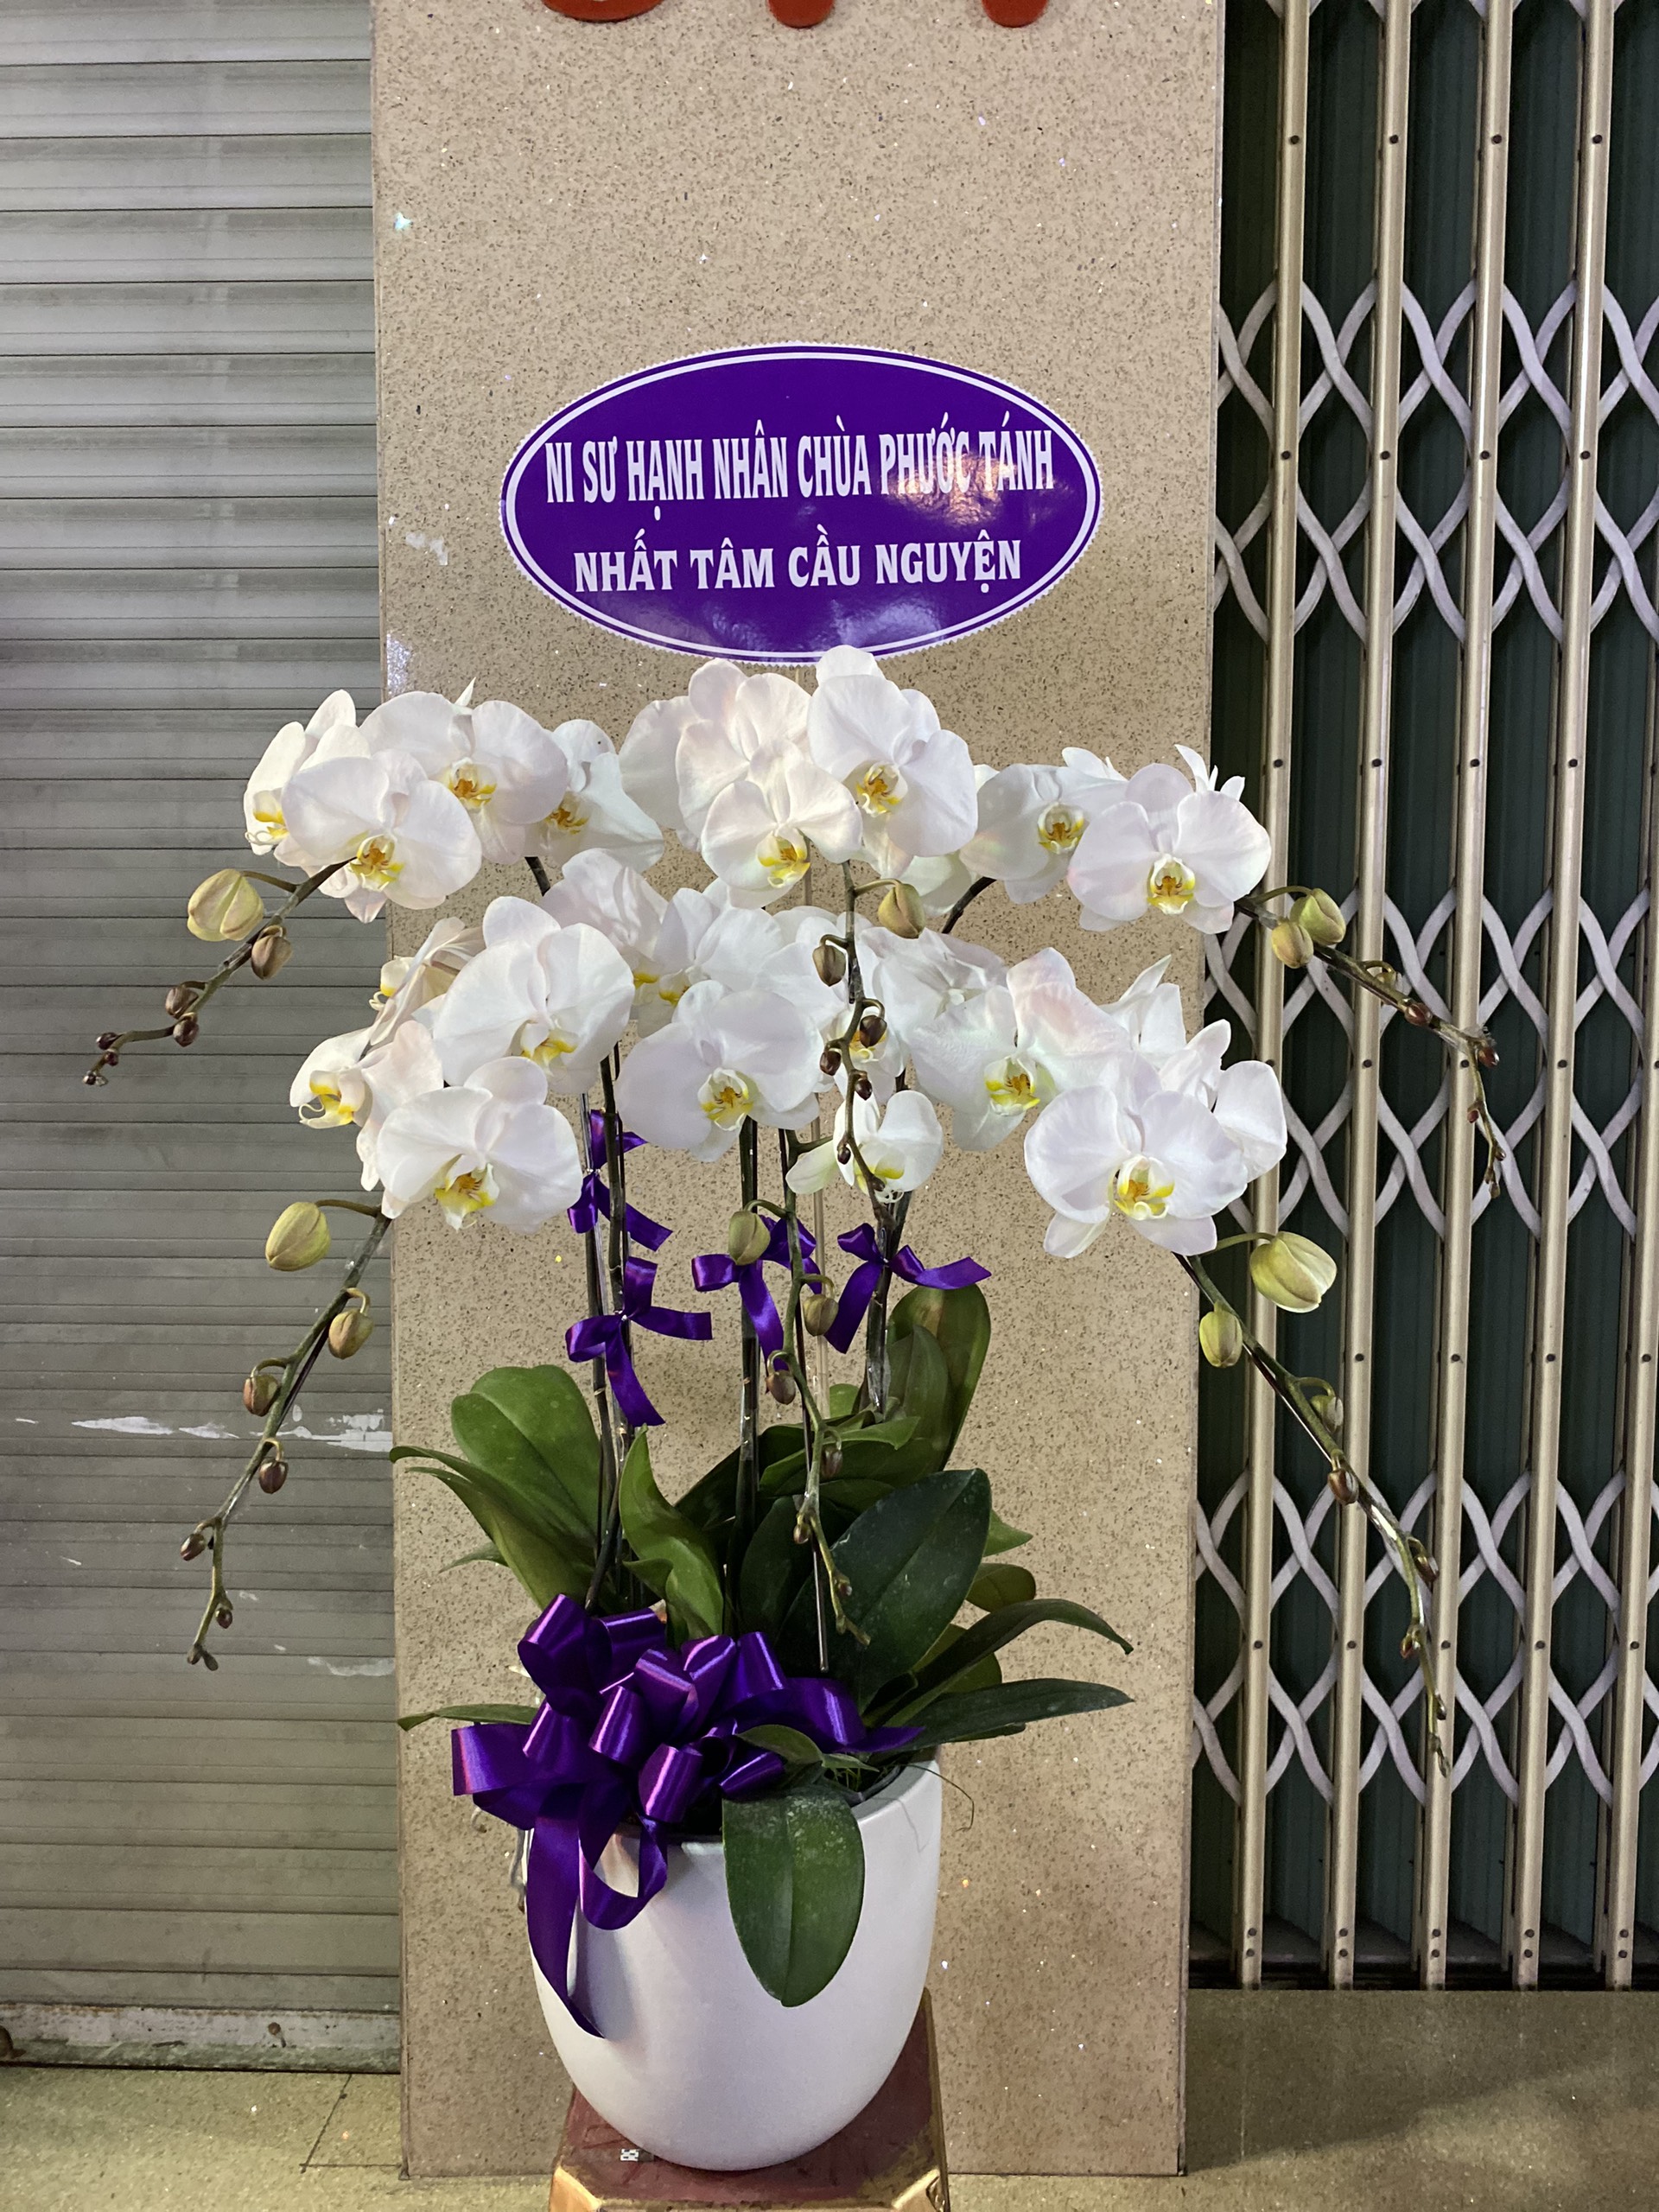 NI SƯ HẠNH NHÂN CHÙA PHƯỚC TÁNH
NHẤT TÂM CẦU NGUYỆN